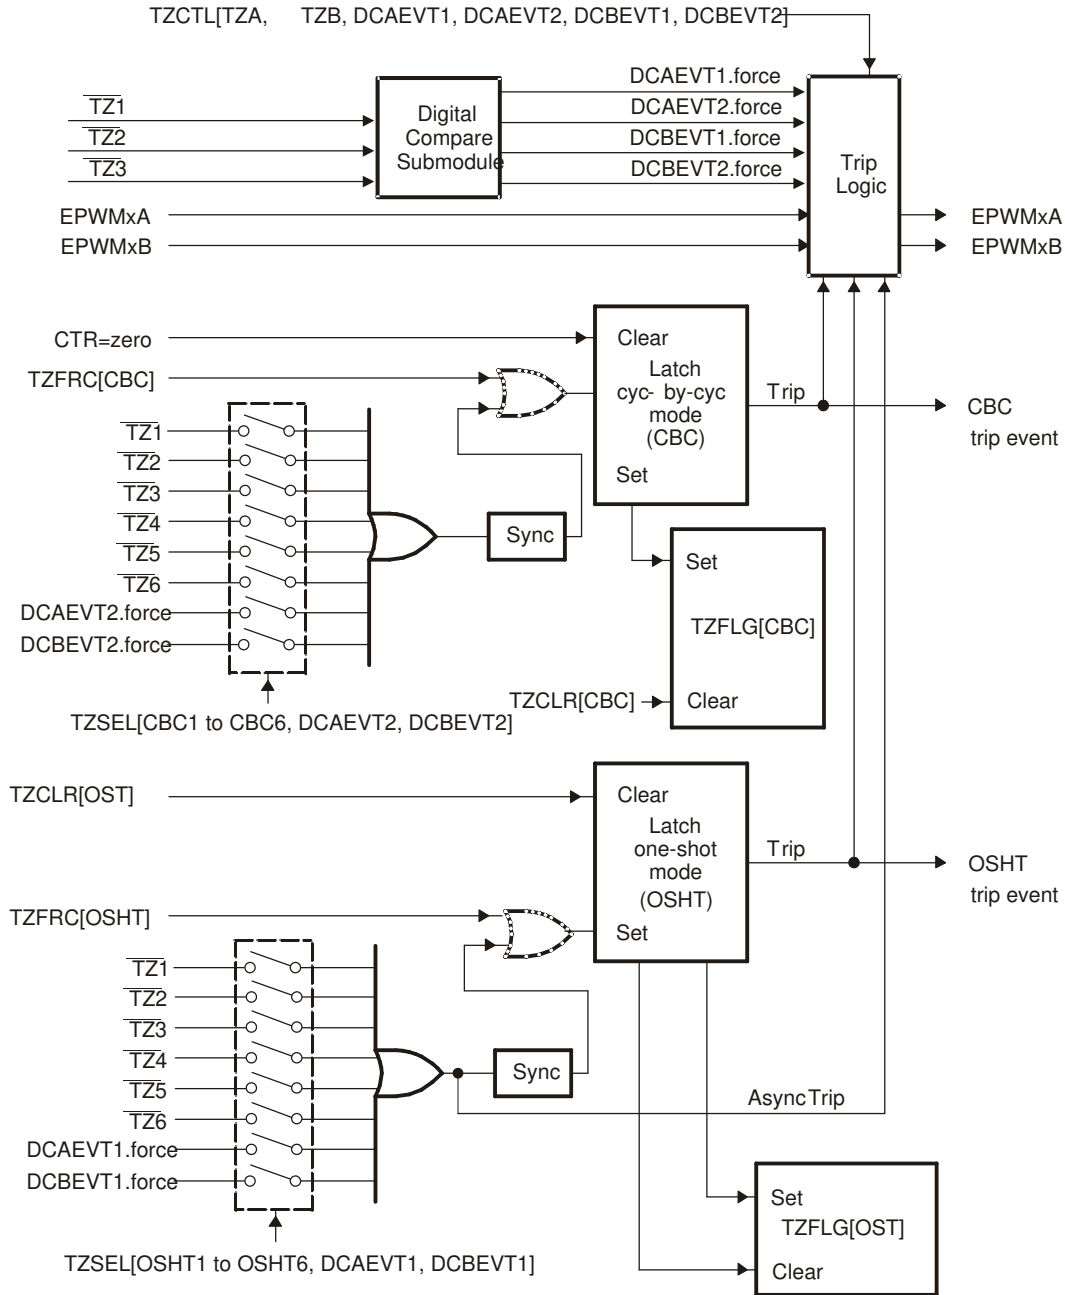 TZCTL[TZA, TZB, DCAEVT1, DCAEVT2, DCBEVT1, DCBEVT2]
DCAEVT1.force
DCAEVT2.force
DCBEVT1.force
DCBEVT2.force
TZ1
TZ2
TZ3
Digital
Compare
Submodule
Trip
Logic
EPWMxA
EPWMxB
EPWMxA
EPWMxB
CTR=zero
TZFRC[CBC]
Clear
Latch
cyc- by-cyc
mode
(CBC)
Set
Trip
CBC
trip event
TZ1
TZ2
TZ3
TZ4
TZ5
TZ6
DCAEVT2.force
DCBEVT2.force
Sync
Set
TZFLG[CBC]
Clear
TZCLR[CBC]
TZSEL[CBC1 to CBC6, DCAEVT2, DCBEVT2]
TZCLR[OST]
Clear
Latch
one-shot
mode
(OSHT)
Set
Trip
OSHT
trip event
TZFRC[OSHT]
TZ1
TZ2
TZ3
TZ4
TZ5
TZ6
DCAEVT1.force
DCBEVT1.force
Sync
Async Trip
Set
TZFLG[OST]
Clear
TZSEL[OSHT1 to OSHT6, DCAEVT1, DCBEVT1]